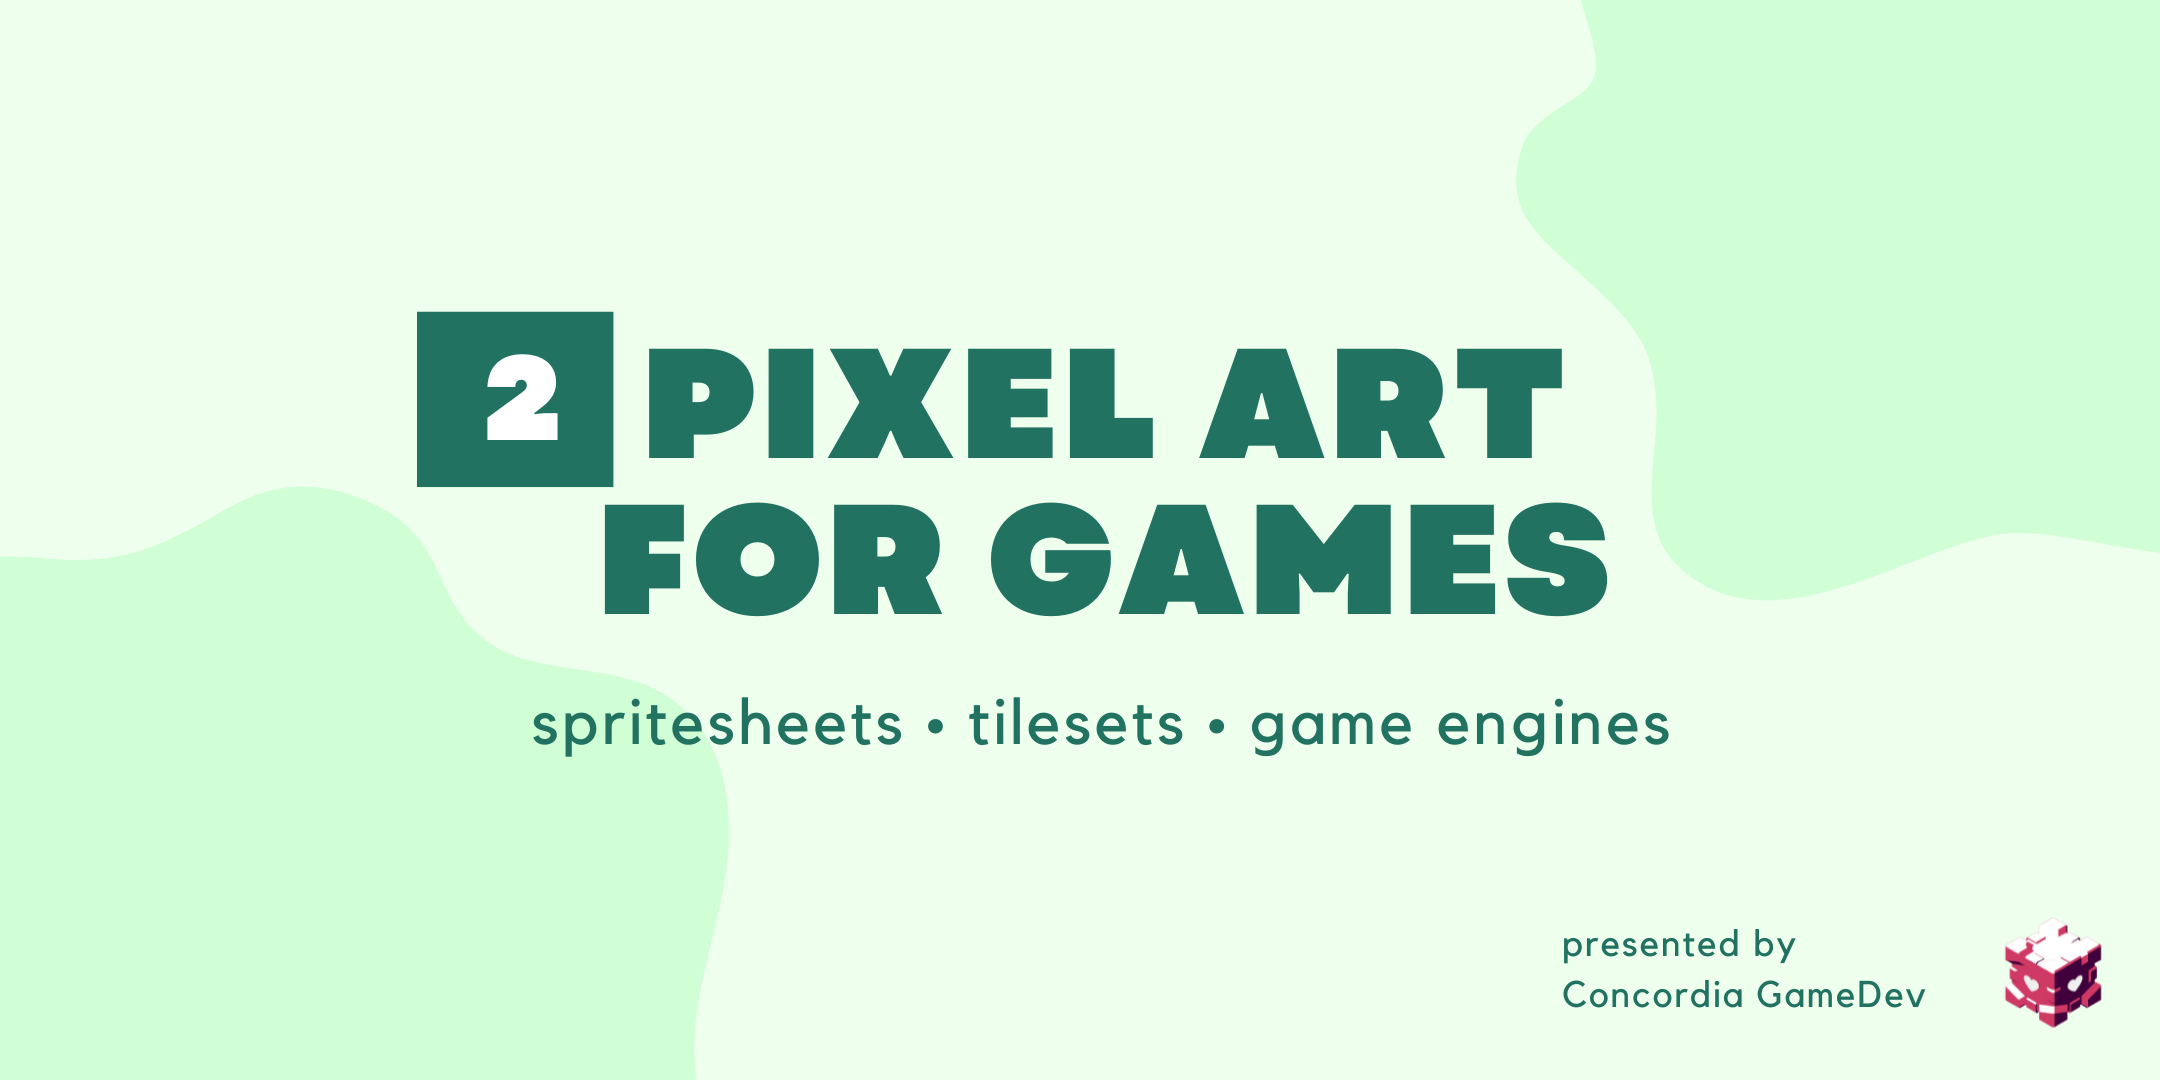 2 PIXEL ART
FOR GAMES
spritesheets • tilesets • game engines
presented by
Concordia GameDev